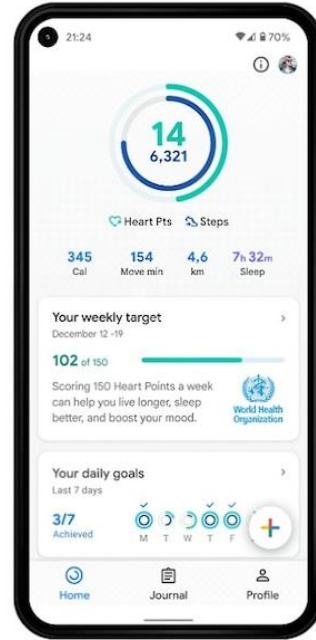 21:24
70%
14
6,321
Heart Pts Steps
345 154 4,6 7h 32m
Cal Move min km Sleep
Your weekly target
December 12 -19
102 of 150
Scoring 150 Heart Points a week
can help you live longer, sleep
better, and boost your mood.
World Health
Organization
Your daily goals
Last 7 days
3/7
Achieved
M T W T F
Home Journal Profile